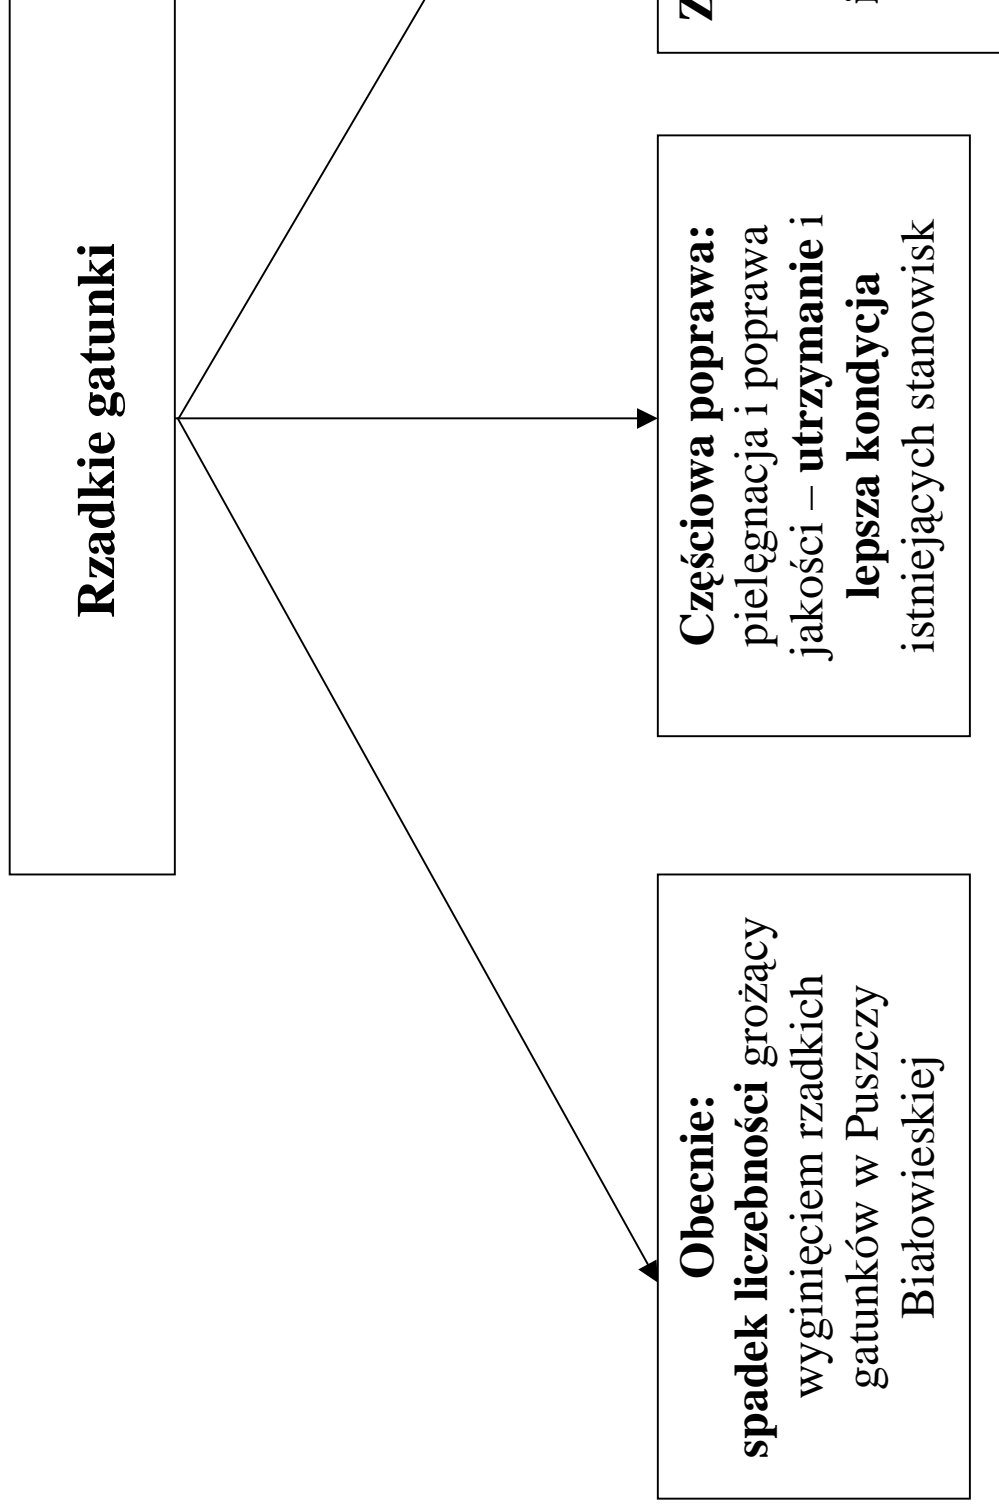 Rzadkie gatunki
Obecnie:
spadek liczebności grożący
wyginięciem rzadkich
gatunków w Puszczy
Białowieskiej
Częściowa poprawa:
pielęgnacja i poprawa
jakości – utrzymanie i
lepsza kondycja
istniejących stanowisk
Z
i